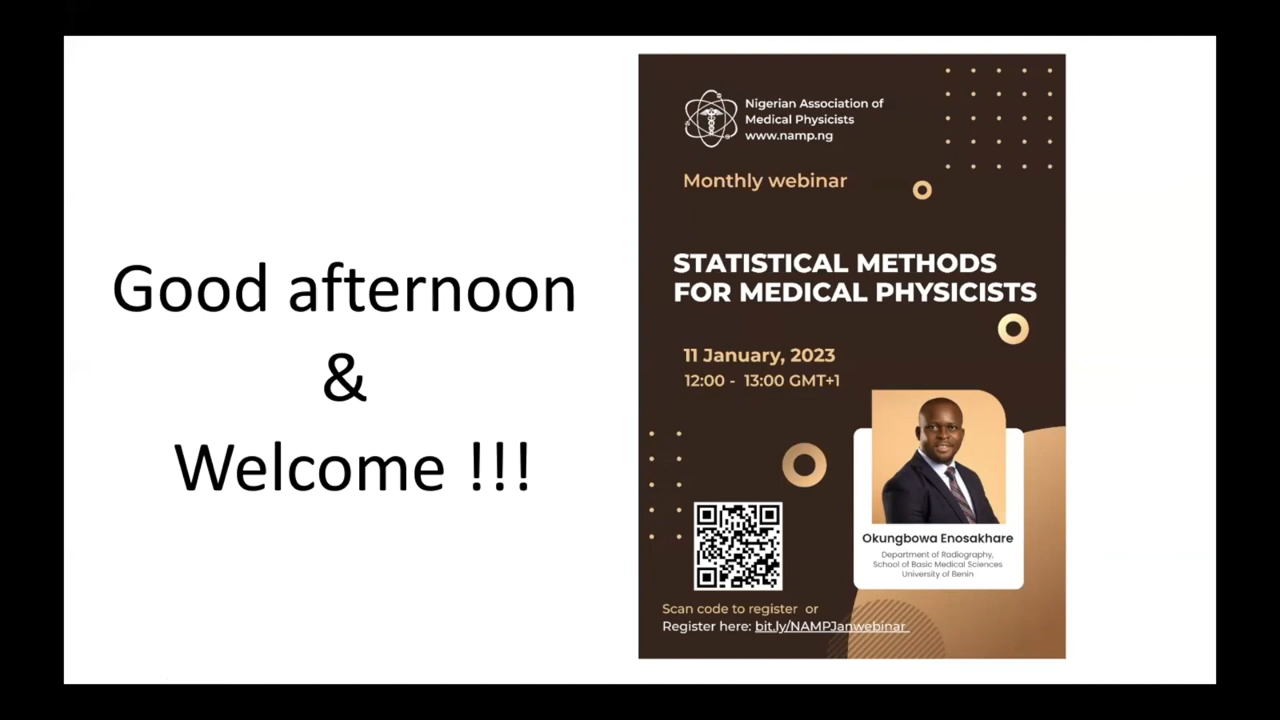 Good afternoon
&
Welcome !!!
Nigerian Association of
Medical Physicists
www.namp.ng
Monthly webinar
STATISTICAL METHODS
FOR MEDICAL PHYSICISTS
11 January, 2023
12:00 - 13:00 GMT+1
Okungbowa Enosakhare
Department of Radiography,
School of Basic Medical Sciences
University of Benin
Scan code to register or
Register here: bit.ly/NAMPJanwebinar